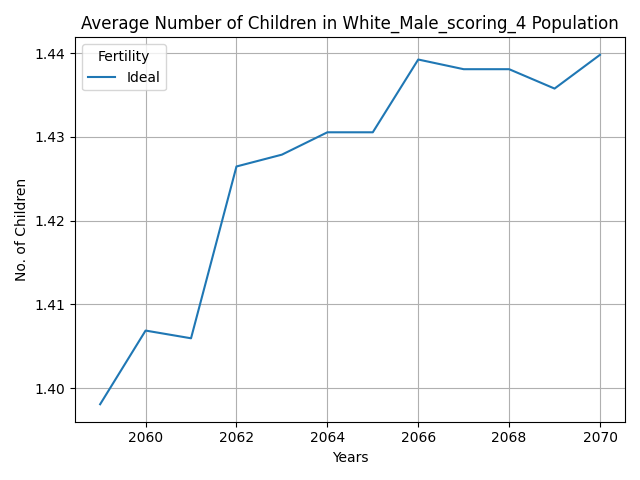 Average Number of Children in White_Male_scoring_4 Population
Fertility
Ideal
1.44
1.43
1.42
1.41
1.40
No. of Children
2060 2062 2064 2066 2068 2070
Years